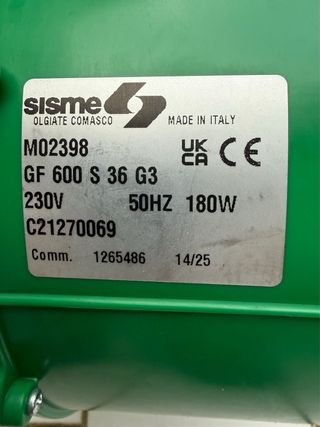 sisme
OLGIATE COMASCO MADE IN ITALY
M02398 UK CA CE
GF 600 S 36 G3
230V 50HZ 180W
C21270069
Comm. 1265486 14/25